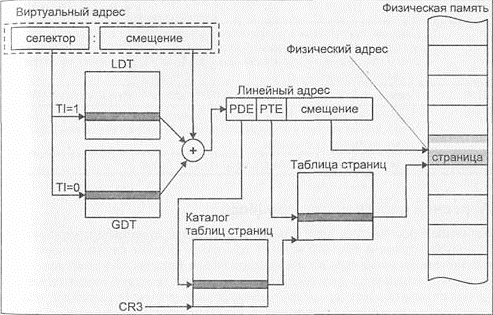 Виртуальный адрес
Физическая память
селектор : смещение
LDT
Физический адрес
TI=1
Линейный адрес
PDE PTE смещение
+
Таблица страниц
страница
TI=0
GDT
Каталог
таблиц страниц
CR3